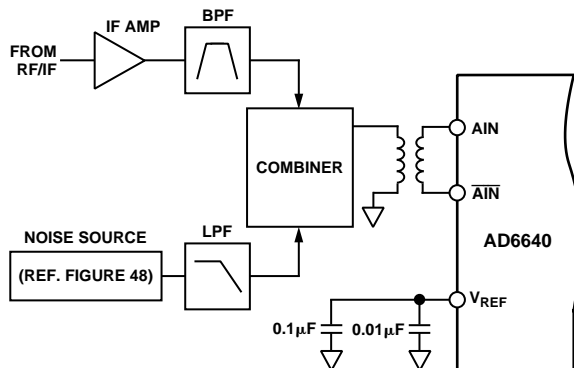 IF AMP
BPF
FROM
RF/IF
COMBINER
AIN
A̅I̅N̅
NOISE SOURCE
(REF. FIGURE 48)
LPF
AD6640
VREF
0.1μF
0.01μF